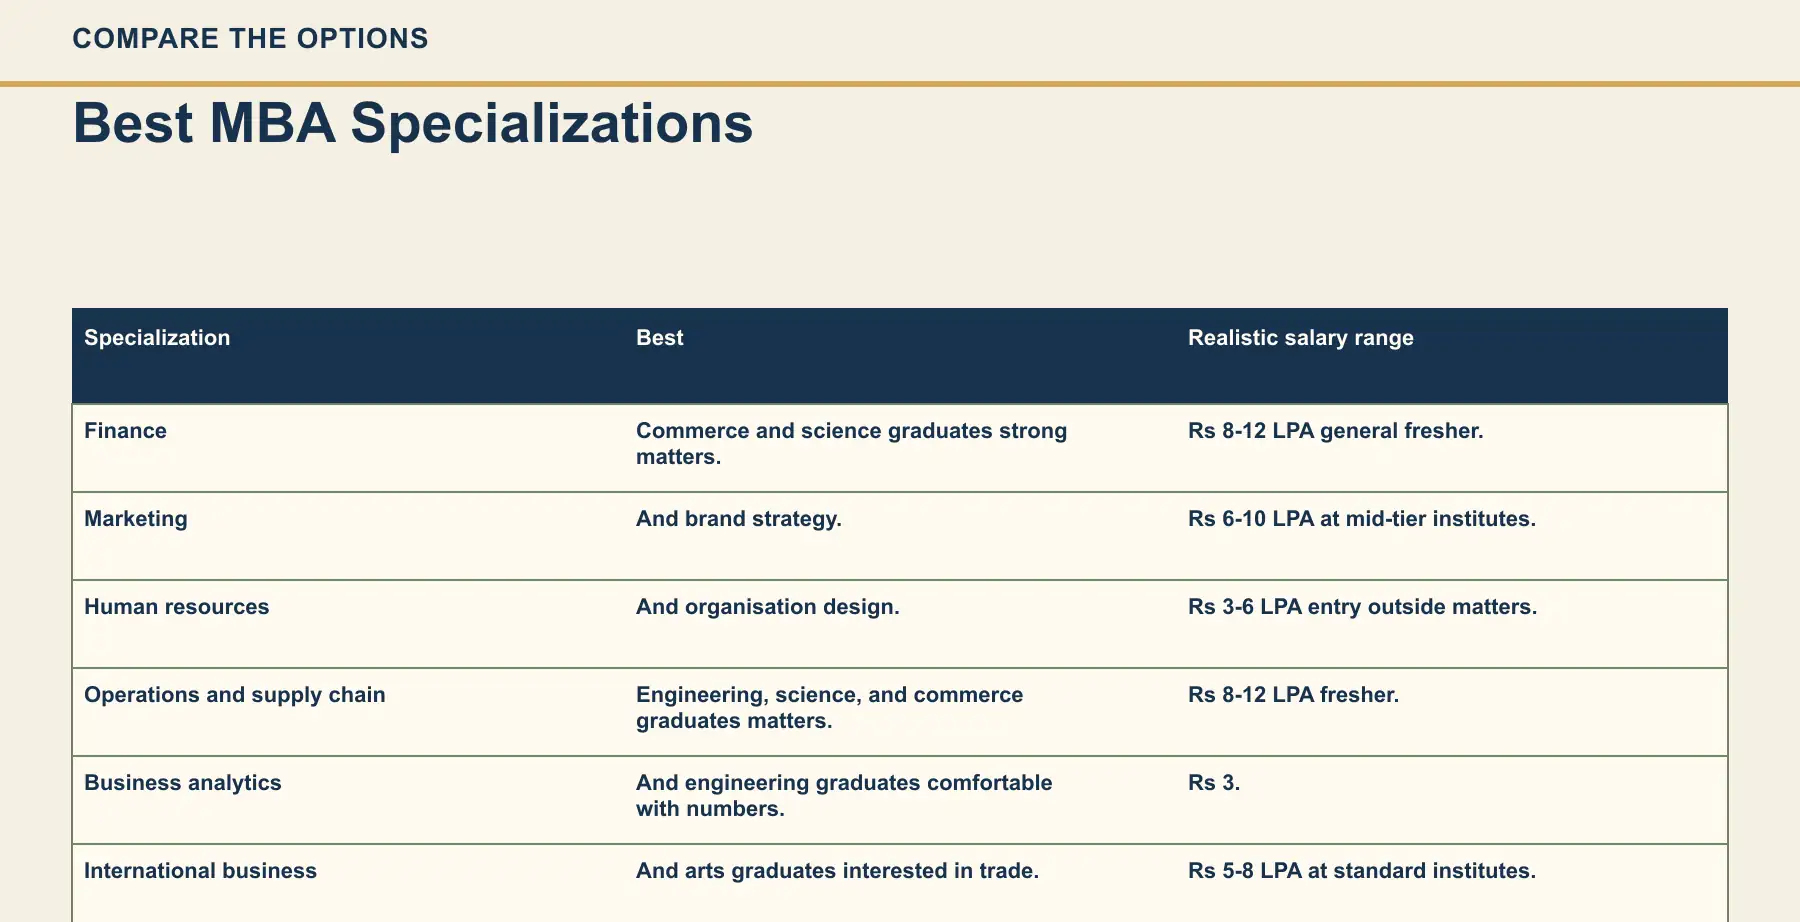 COMPARE THE OPTIONS
Best MBA Specializations
Specialization Best Realistic salary range
Finance Commerce and science graduates strong Rs 8-12 LPA general fresher.
matters.
Marketing And brand strategy. Rs 6-10 LPA at mid-tier institutes.
Human resources And organisation design. Rs 3-6 LPA entry outside matters.
Operations and supply chain Engineering, science, and commerce Rs 8-12 LPA fresher.
graduates matters.
Business analytics And engineering graduates comfortable Rs 3.
with numbers.
International business And arts graduates interested in trade. Rs 5-8 LPA at standard institutes.